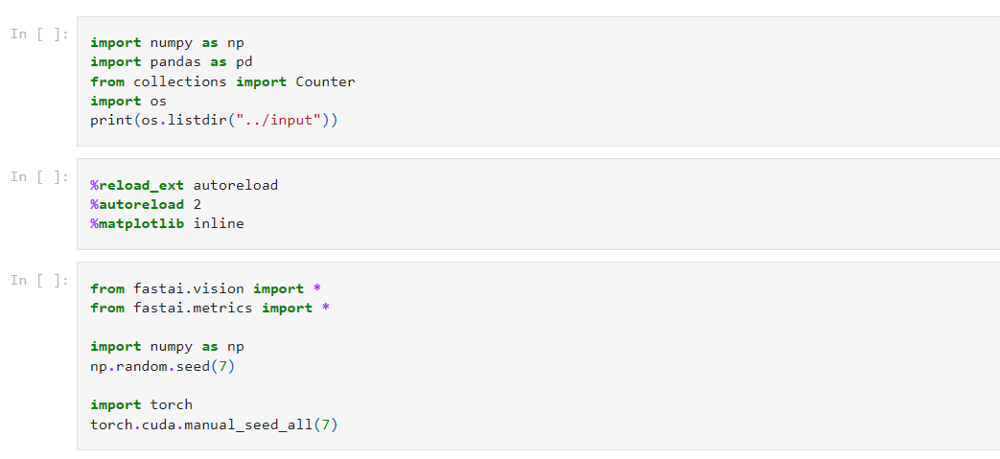 In [ ]:
import numpy as np
import pandas as pd
from collections import Counter
import os
print(os.listdir("../input"))
In [ ]:
%reload_ext autoreload
%autoreload 2
%matplotlib inline
In [ ]:
from fastai.vision import *
from fastai.metrics import *
import numpy as np
np.random.seed(7)
import torch
torch.cuda.manual_seed_all(7)